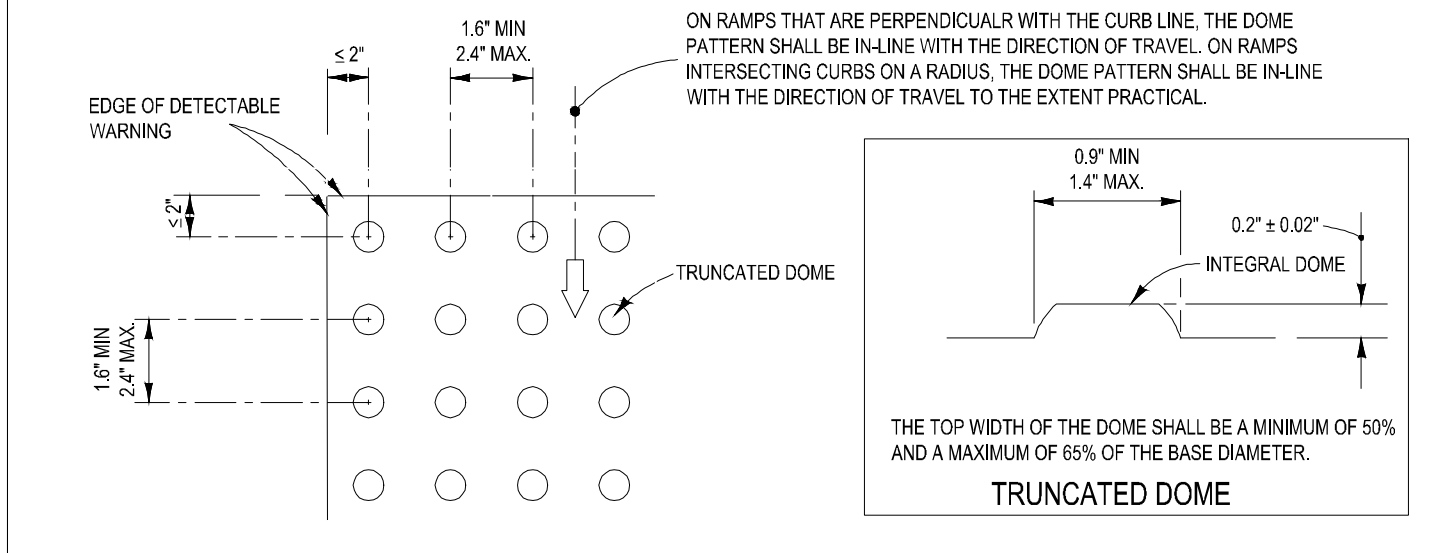 ON RAMPS THAT ARE PERPENDICUALR WITH THE CURB LINE, THE DOME
PATTERN SHALL BE IN-LINE WITH THE DIRECTION OF TRAVEL. ON RAMPS
INTERSECTING CURBS ON A RADIUS, THE DOME PATTERN SHALL BE IN-LINE
WITH THE DIRECTION OF TRAVEL TO THE EXTENT PRACTICAL.
1.6" MIN
2.4" MAX.
≤ 2"
EDGE OF DETECTABLE
WARNING
≤ 2"
TRUNCATED DOME
1.6" MIN
2.4" MAX.
0.9" MIN
1.4" MAX.
0.2" ± 0.02"
INTEGRAL DOME
THE TOP WIDTH OF THE DOME SHALL BE A MINIMUM OF 50%
AND A MAXIMUM OF 65% OF THE BASE DIAMETER.
TRUNCATED DOME